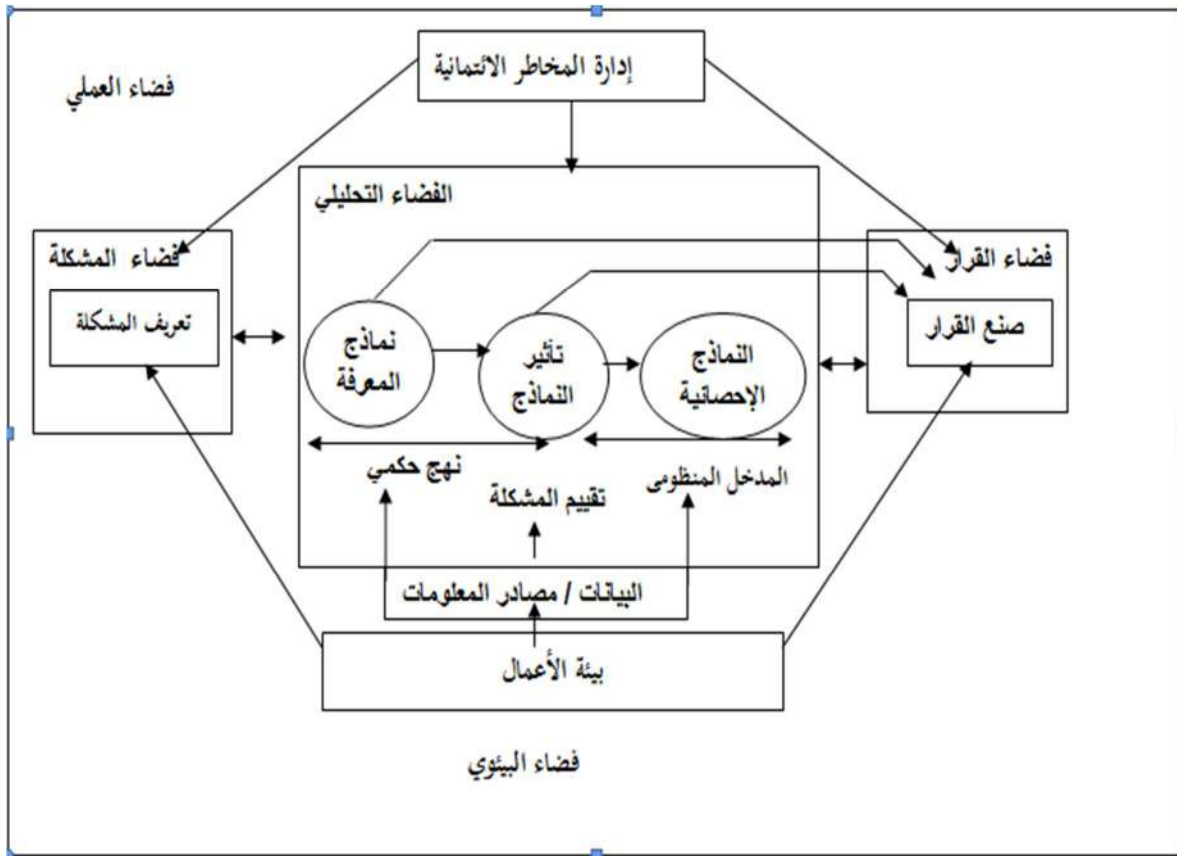 إدارة المخاطر الائتمانية
فضاء العملي
الفضاء التحليلي
فضاء القرار
فضاء المشكلة
صنع القرار
تعريف المشكلة
نماذج
المعرفة
تأثير
النماذج
النماذج
الإحصائية
نهج حكمي
تقييم المشكلة
المدخل المنظومى
البيانات / مصادر المعلومات
بيئة الأعمال
فضاء البيئوي